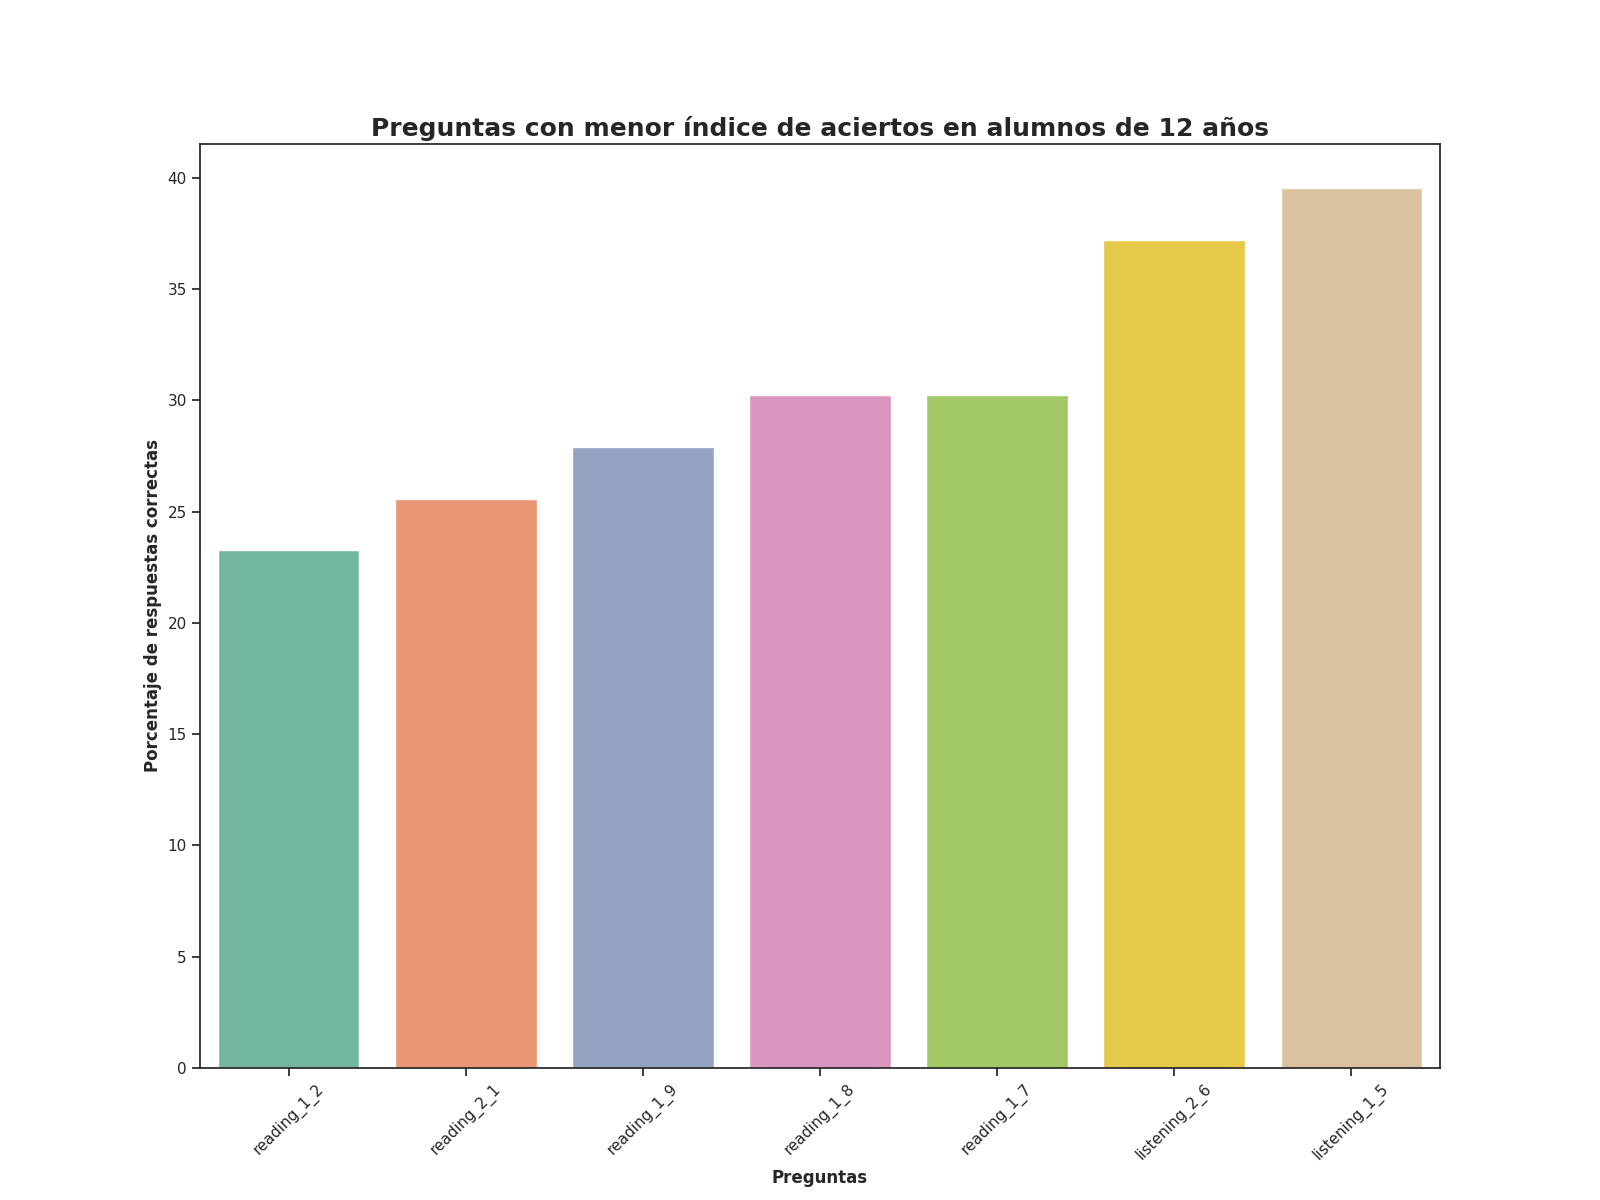 Preguntas con menor índice de aciertos en alumnos de 12 años
Porcentaje de respuestas correctas
40
35
30
25
20
15
10
5
0
reading_1_2
reading_2_1
reading_1_9
reading_1_8
reading_1_7
listening_2_6
listening_1_5
Preguntas